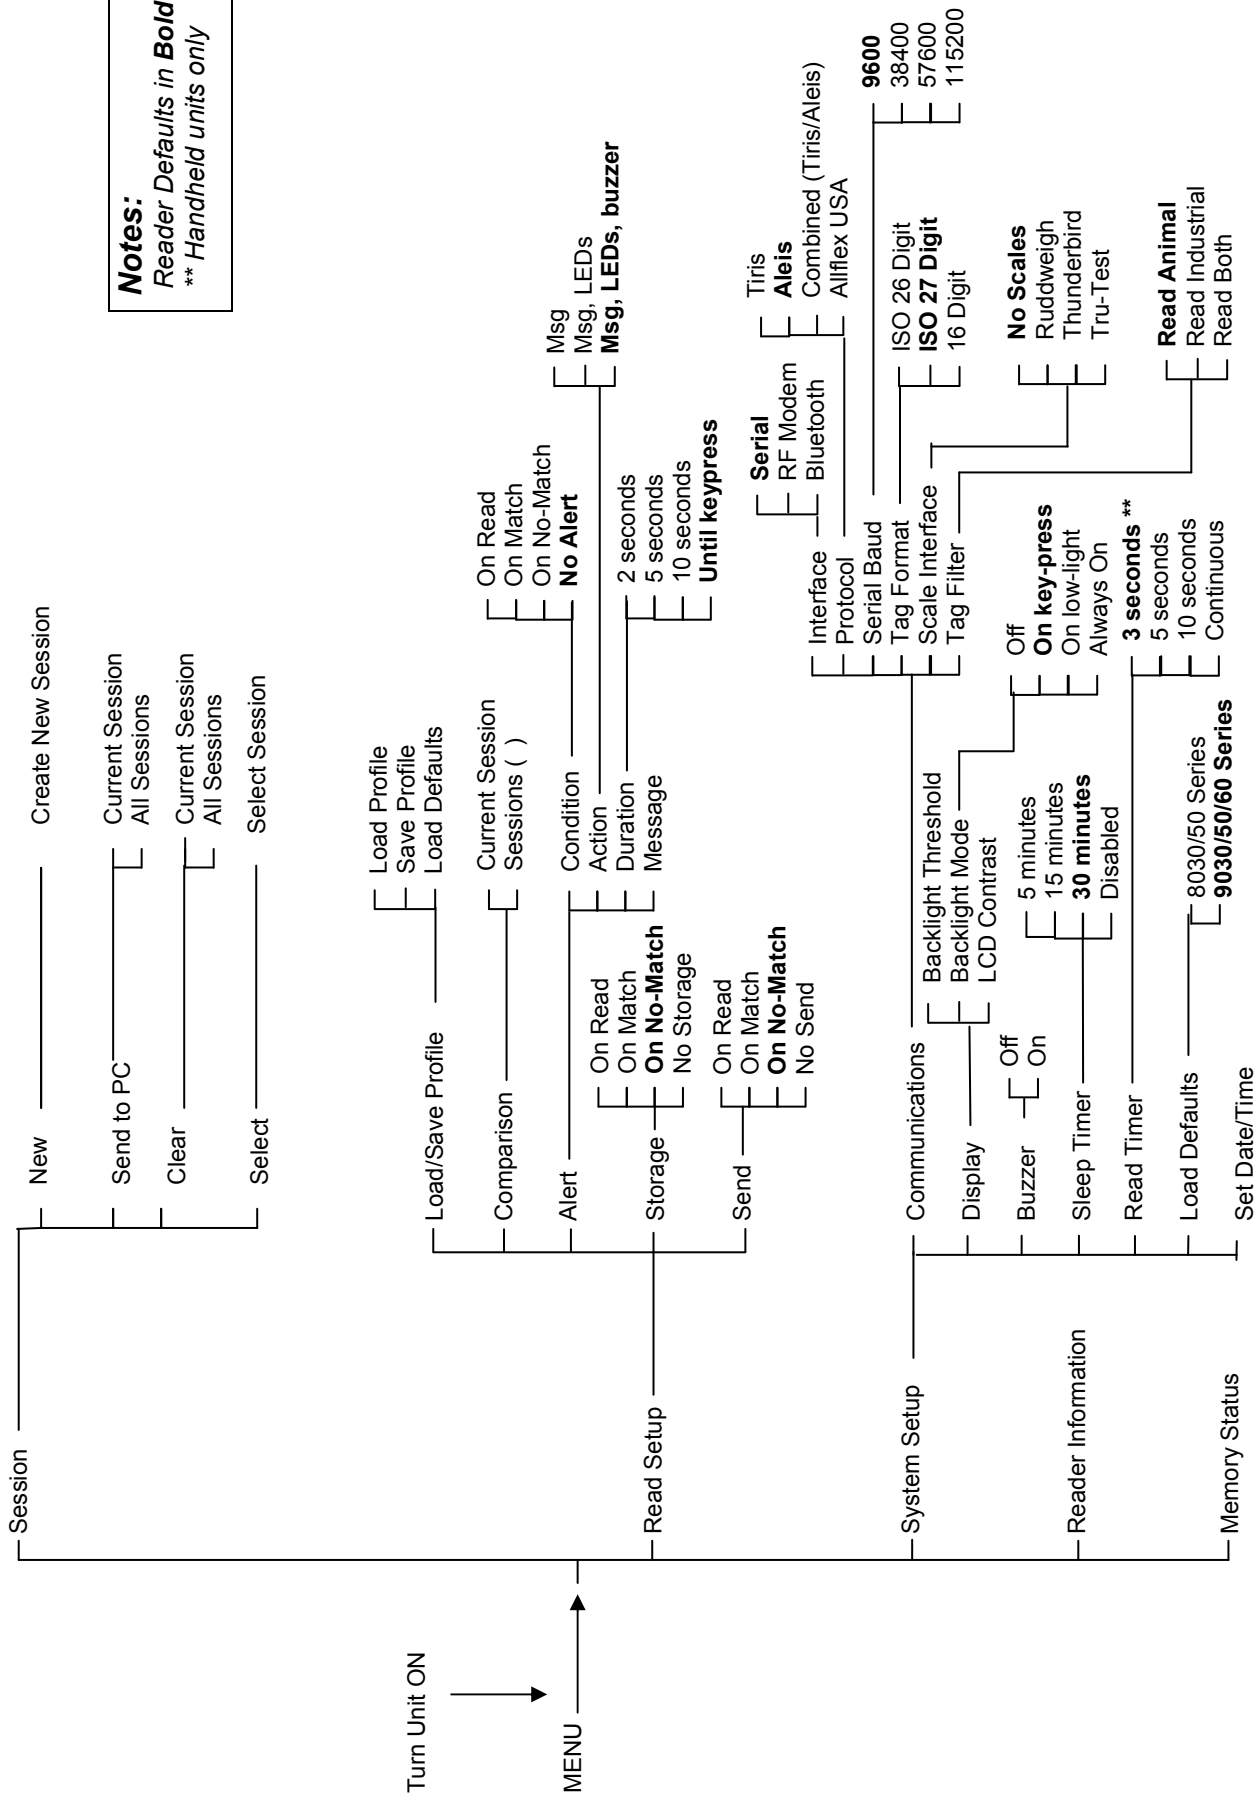 Notes:
Reader Defaults in Bold
** Handheld units only
Turn Unit ON
MENU
Session
New
Create New Session
Send to PC
Current Session
All Sessions
Clear
Current Session
All Sessions
Select
Select Session
Read Setup
Load/Save Profile
Load Profile
Save Profile
Load Defaults
Comparison
Current Session
Sessions ( )
Alert
Condition
On Read
On Match
On No-Match
No Alert
Action
Msg
Msg, LEDs
Msg, LEDs, buzzer
Duration
2 seconds
5 seconds
10 seconds
Until keypress
Message
Storage
On Read
On Match
On No-Match
No Storage
Send
On Read
On Match
On No-Match
No Send
System Setup
Communications
Interface
Serial
RF Modem
Bluetooth
Protocol
Tiris
Aleis
Combined (Tiris/Aleis)
Allflex USA
Serial Baud
9600
38400
57600
115200
Tag Format
ISO 26 Digit
ISO 27 Digit
16 Digit
Scale Interface
No Scales
Ruddweigh
Thunderbird
Tru-Test
Tag Filter
Read Animal
Read Industrial
Read Both
Display
Backlight Threshold
Backlight Mode
Off
On key-press
On low-light
Always On
LCD Contrast
Buzzer
Off
On
Sleep Timer
5 minutes
15 minutes
30 minutes
Disabled
Read Timer
3 seconds **
5 seconds
10 seconds
Continuous
Load Defaults
8030/50 Series
9030/50/60 Series
Set Date/Time
Reader Information
Memory Status